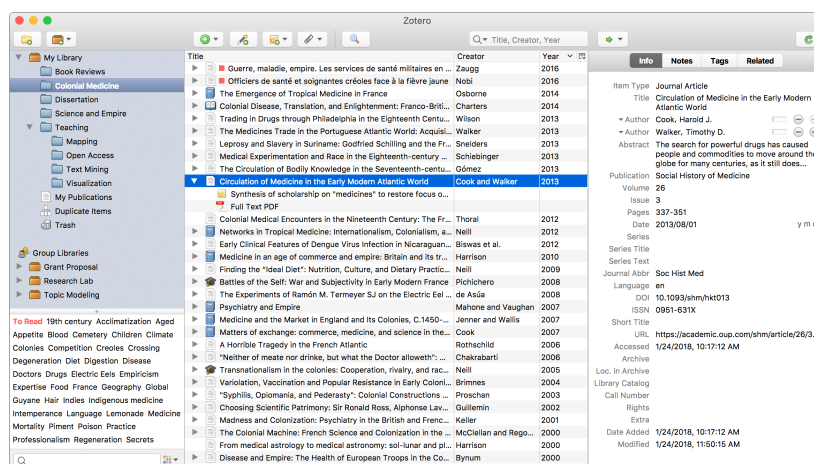 Zotero
Title, Creator, Year
My Library
Book Reviews
Colonial Medicine
Dissertation
Science and Empire
Teaching
Mapping
Open Access
Text Mining
Visualization
My Publications
Duplicate Items
Trash
Group Libraries
Grant Proposal
Research Lab
Topic Modeling
To Read 19th century Acclimatization Aged
Appetite Blood Cemetery Children Climate
Colonies Competition Creoles Crossing
Degeneration Diet Digestion Disease
Doctors Drugs Electric Eels Empiricism
Expertise Food France Geography Global
Guyane Hair Indies Indigenous medicine
Intemperance Language Lemonade Medicine
Mortality Piment Poison Practice
Professionalism Regeneration Secrets
Title Creator Year
Guerre, maladie, empire. Les services de santé militaires en ... Zaugg 2016
Officiers de santé et soignantes créoles face à la fièvre jaune Nobi 2016
The Emergence of Tropical Medicine in France Osborne 2014
Colonial Disease, Translation, and Enlightenment: Franco-Briti... Charters 2014
Trading in Drugs through Philadelphia in the Eighteenth Centu... Wilson 2013
The Medicines Trade in the Portuguese Atlantic World: Acquisi... Walker 2013
Leprosy and Slavery in Suriname: Godfried Schilling and the Fr... Snelders 2013
Medical Experimentation and Race in the Eighteenth-century ... Schiebinger 2013
The Circulation of Bodily Knowledge in the Seventeenth-centu... Gómez 2013
Circulation of Medicine in the Early Modern Atlantic World Cook and Walker 2013
Synthesis of scholarship on "medicines" to restore focus o...
Full Text PDF
Colonial Medical Encounters in the Nineteenth Century: The Fr... Thoral 2012
Networks in Tropical Medicine: Internationalism, Colonialism, a... Neill 2012
Early Clinical Features of Dengue Virus Infection in Nicaraguan... Biswas et al. 2012
Medicine in an age of commerce and empire: Britain and its tr... Harrison 2010
Finding the "Ideal Diet": Nutrition, Culture, and Dietary Practic... Neill 2009
Battles of the Self: War and Subjectivity in Early Modern France Pichichero 2008
The Experiments of Ramón M. Termeyer SJ on the Electric Eel ... de Asúa 2008
Psychiatry and Empire Mahone and Vaughan 2007
Medicine and the Market in England and Its Colonies, C.1450-... Jenner and Wallis 2007
Matters of exchange: commerce, medicine, and science in the... Cook 2007
A Horrible Tragedy in the French Atlantic Rothschild 2006
"Neither of meate nor drinke, but what the Doctor alloweth": ... Chakrabarti 2006
Transnationalism in the colonies: Cooperation, rivalry, and rac... Neill 2005
Variolation, Vaccination and Popular Resistance in Early Coloni... Brimnes 2004
"Syphilis, Opiomania, and Pederasty": Colonial Constructions ... Proschan 2003
Choosing Scientific Patrimony: Sir Ronald Ross, Alphonse Lav... Guillemin 2002
Madness and Colonization: Psychiatry in the British and Frenc... Keller 2001
The Colonial Machine: French Science and Colonization in the ... McClellan and Rego... 2000
From medical astrology to medical astronomy: sol-lunar and pl... Harrison 2000
Disease and Empire: The Health of European Troops in the Co... Bynum 2000
Info Notes Tags Related
Item Type Journal Article
Title Circulation of Medicine in the Early Modern
Atlantic World
Author Cook, Harold J.
Author Walker, Timothy D.
Abstract The search for powerful drugs has caused
people and commodities to move around the
globe for many centuries, as it still does...
Publication Social History of Medicine
Volume 26
Issue 3
Pages 337-351
Date 2013/08/01 y m
Series
Series Title
Series Text
Journal Abbr Soc Hist Med
Language en
DOI 10.1093/shm/hkt013
ISSN 0951-631X
Short Title
URL https://academic.oup.com/shm/article/26/3.
Accessed 1/24/2018, 10:17:12 AM
Archive
Loc. in Archive
Library Catalog
Call Number
Rights
Extra
Date Added 1/24/2018, 10:17:12 AM
Modified 1/24/2018, 11:50:15 AM